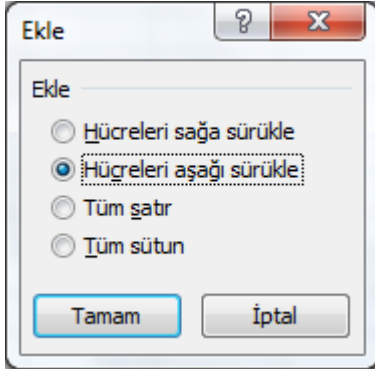 Ekle
Ekle
Hücreleri sağa sürükle
Hücreleri aşağı sürükle
Tüm satır
Tüm sütun
Tamam
İptal